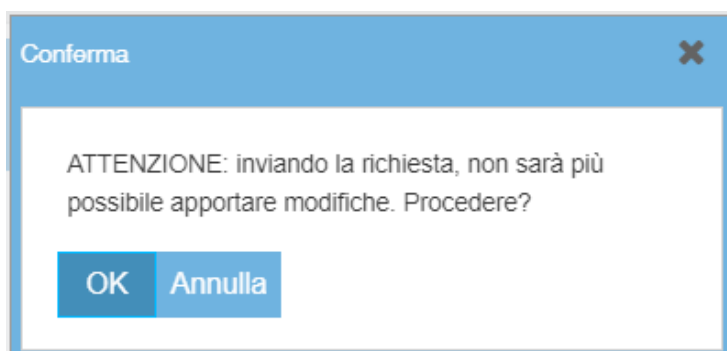 Conferma
ATTENZIONE: inviando la richiesta, non sarà più
possibile apportare modifiche. Procedere?
OK Annulla